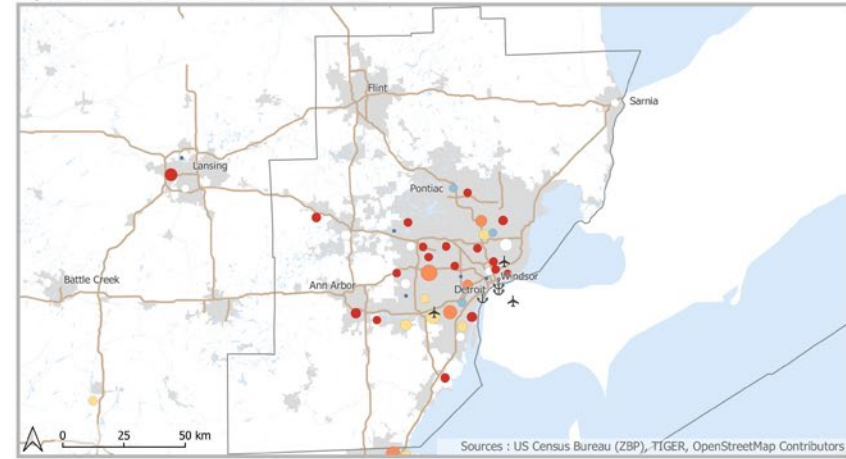 Flint
Sarnia
Lansing
Pontiac
Battle Creek
Ann Arbor
Windsor
Detroit
0 25 50 km
Sources : US Census Bureau (ZBP), TIGER, OpenStreetMap Contributors